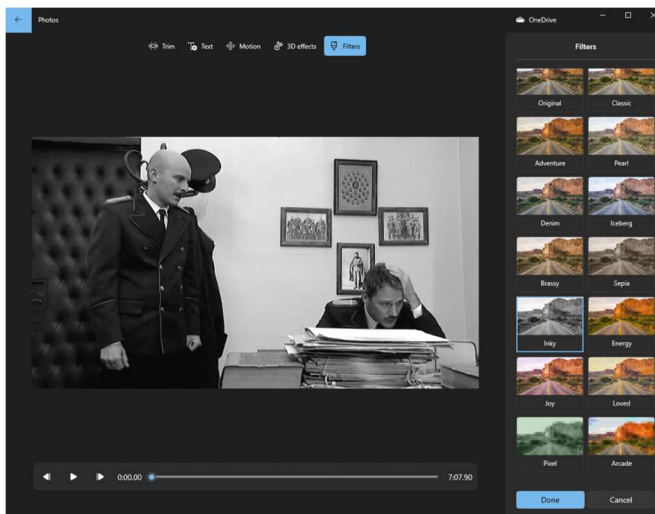 Photos
OneDrive
Trim
Text
Motion
3D effects
Filters
Filters
Original
Classic
Adventure
Pearl
Denim
Iceberg
Brassy
Sepia
Inky
Energy
Joy
Loved
Pixel
Arcade
0:00.00
7:07.90
Done
Cancel